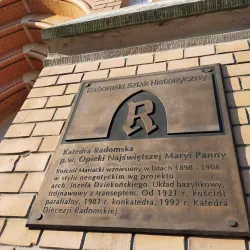 Radomski Szlak Historyczny
R
Katedra Radomska
p.w. Opieki Najświętszej Maryi Panny
Kościół Mariacki wzniesiony w latach 1898 - 1908
w stylu neogotyckim wg projektu
arch. Józefa Dziekońskiego. Układ bazylikowy,
trójnawowy z transeptem. Od 1921 r. kościół
parafialny, 1981 r. konkatedra, 1992 r. Katedra
Diecezji Radomskiej.